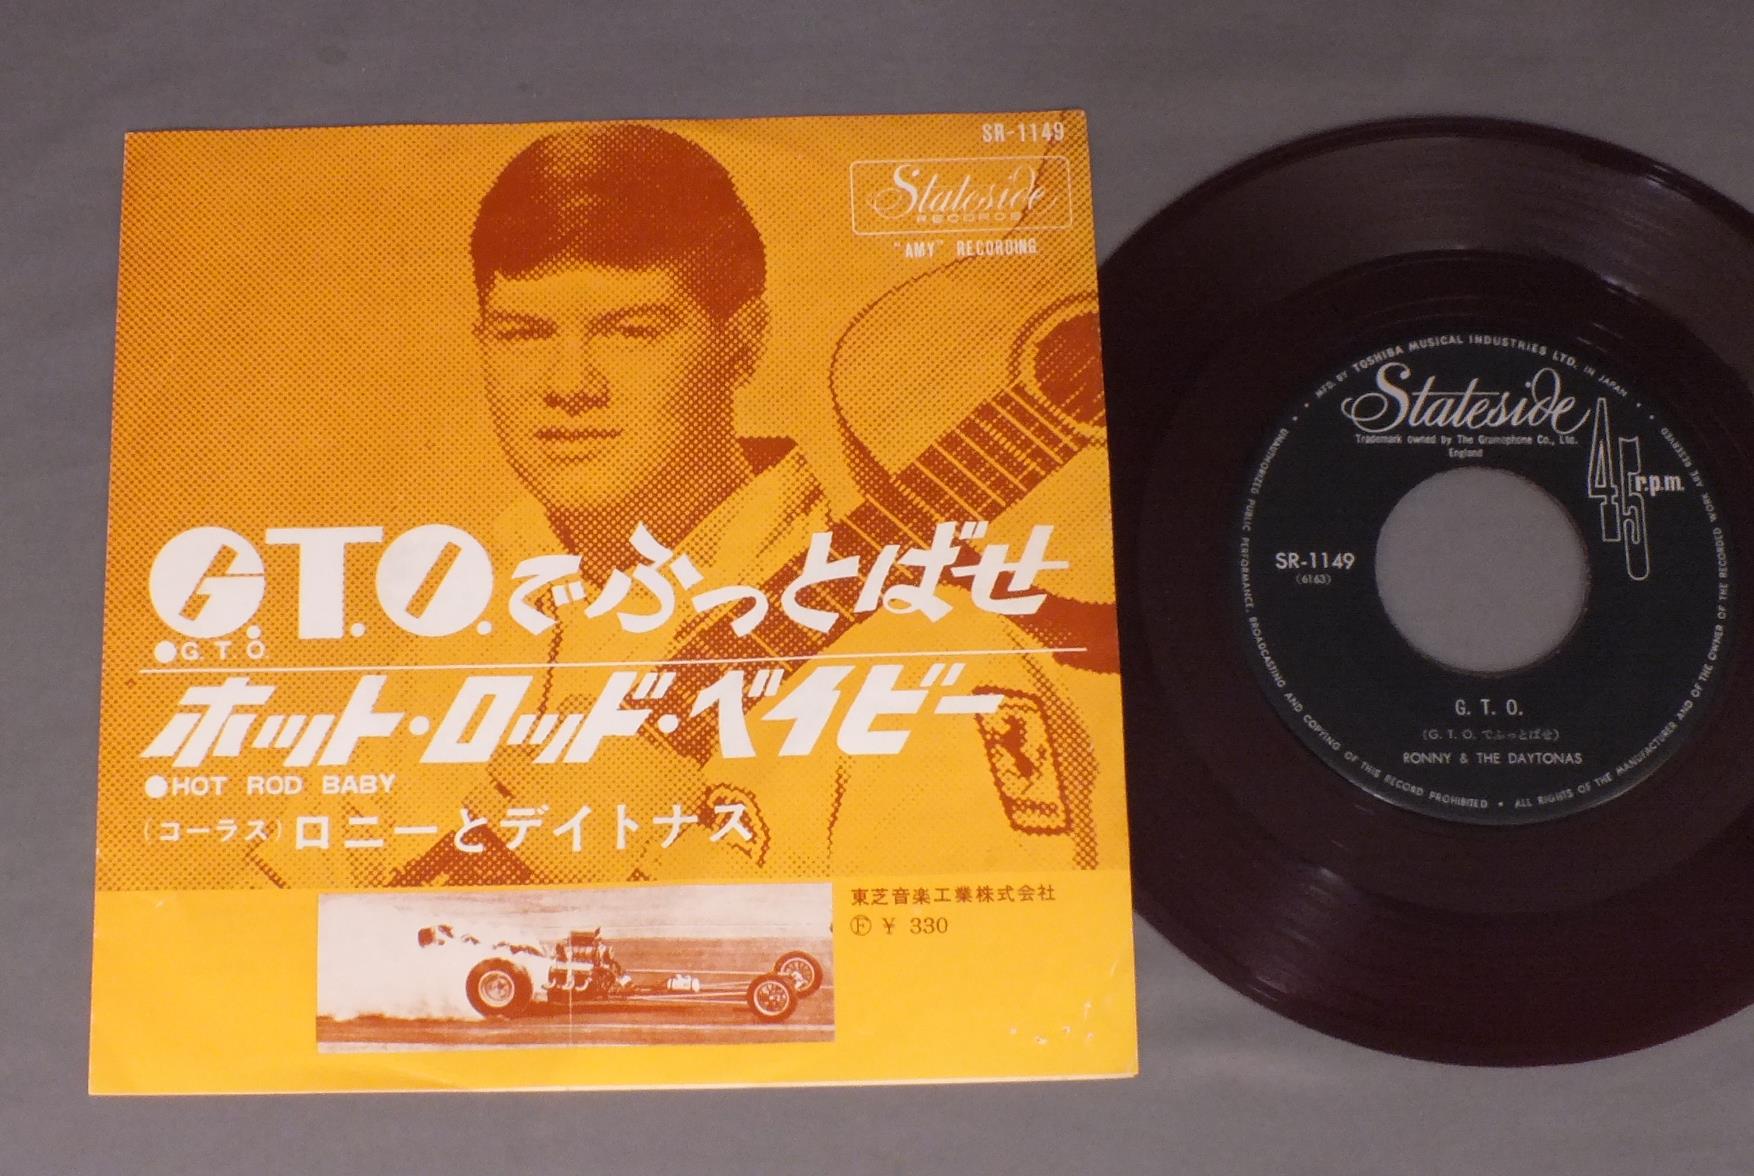 SR-1149
Stateside
RECORDS
"AMY" RECORDING
G.T.O.でぶっとばせ
●G. T O.
ホット・ロッド・ベイビー
●HOT ROD BABY
(コーラス) ロニーとデイトナス
東芝音楽工業株式会社
Ⓕ ¥ 330
MFD. BY TOSHIBA MUSICAL INDUSTRIES LTD. IN JAPAN
Stateside
Trademark owned by The Gramophone Co., Ltd.
England
45 r.p.m.
SR-1149
(6163)
G. T. O.
(G. T. O. でぶっとばせ)
RONNY & THE DAYTONAS
UNAUTHORIZED PUBLIC PERFORMANCE, BROADCASTING AND COPYING OF THIS RECORD PROHIBITED • ALL RIGHTS OF THE MANUFACTURER AND OF THE OWNER OF THE RECORDED WORK ARE RESERVED